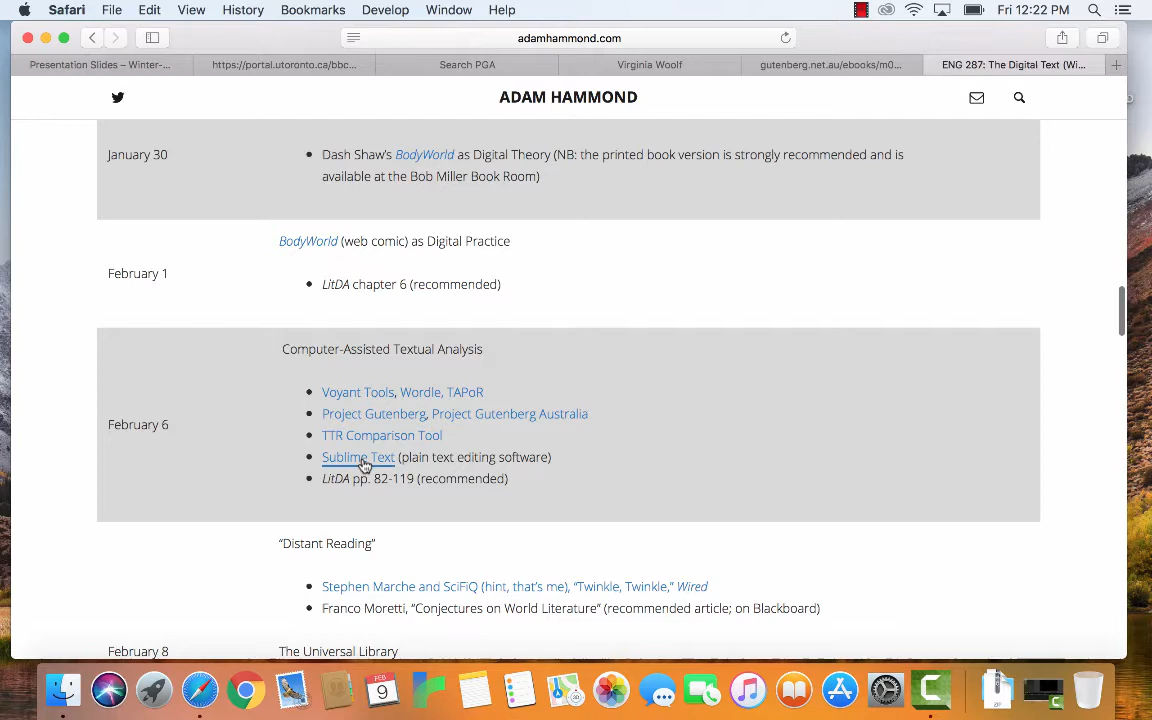 Safari File Edit View History Bookmarks Develop Window Help Fri 12:22 PM
adamhammond.com
Presentation Slides – Winter-... https://portal.utoronto.ca/bbc... Search PGA Virginia Woolf gutenberg.net.au/ebooks/m0... ENG 287: The Digital Text (Wi...
ADAM HAMMOND
January 30
Dash Shaw's BodyWorld as Digital Theory (NB: the printed book version is strongly recommended and is
available at the Bob Miller Book Room)
BodyWorld (web comic) as Digital Practice
February 1
LitDA chapter 6 (recommended)
Computer-Assisted Textual Analysis
Voyant Tools, Wordle, TAPoR
Project Gutenberg, Project Gutenberg Australia
February 6
TTR Comparison Tool
Sublime Text (plain text editing software)
LitDA pp. 82-119 (recommended)
“Distant Reading”
Stephen Marche and SciFiQ (hint, that's me), “Twinkle, Twinkle,” Wired
Franco Moretti, “Conjectures on World Literature” (recommended article; on Blackboard)
February 8 The Universal Library
FEB
9
ZIP